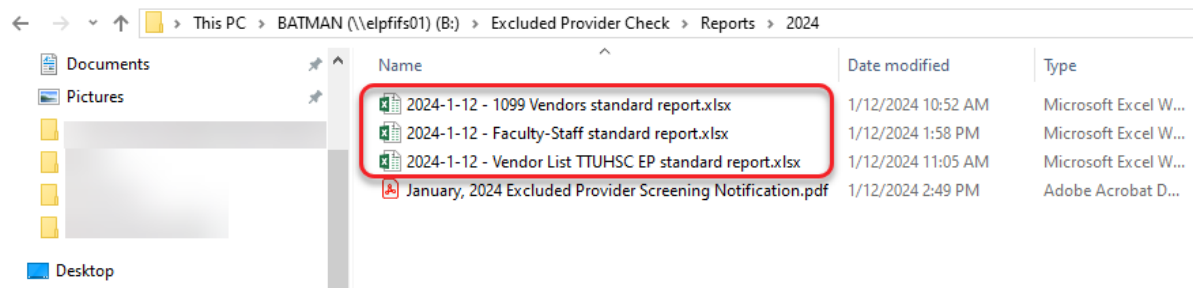 This PC > BATMAN (\\elpfifs01) (B:) > Excluded Provider Check > Reports > 2024
Documents
Pictures
Desktop
Name Date modified Type
2024-1-12 - 1099 Vendors standard report.xlsx 1/12/2024 10:52 AM Microsoft Excel W...
2024-1-12 - Faculty-Staff standard report.xlsx 1/12/2024 1:58 PM Microsoft Excel W...
2024-1-12 - Vendor List TTUHSC EP standard report.xlsx 1/12/2024 11:05 AM Microsoft Excel W...
January, 2024 Excluded Provider Screening Notification.pdf 1/12/2024 2:49 PM Adobe Acrobat D...